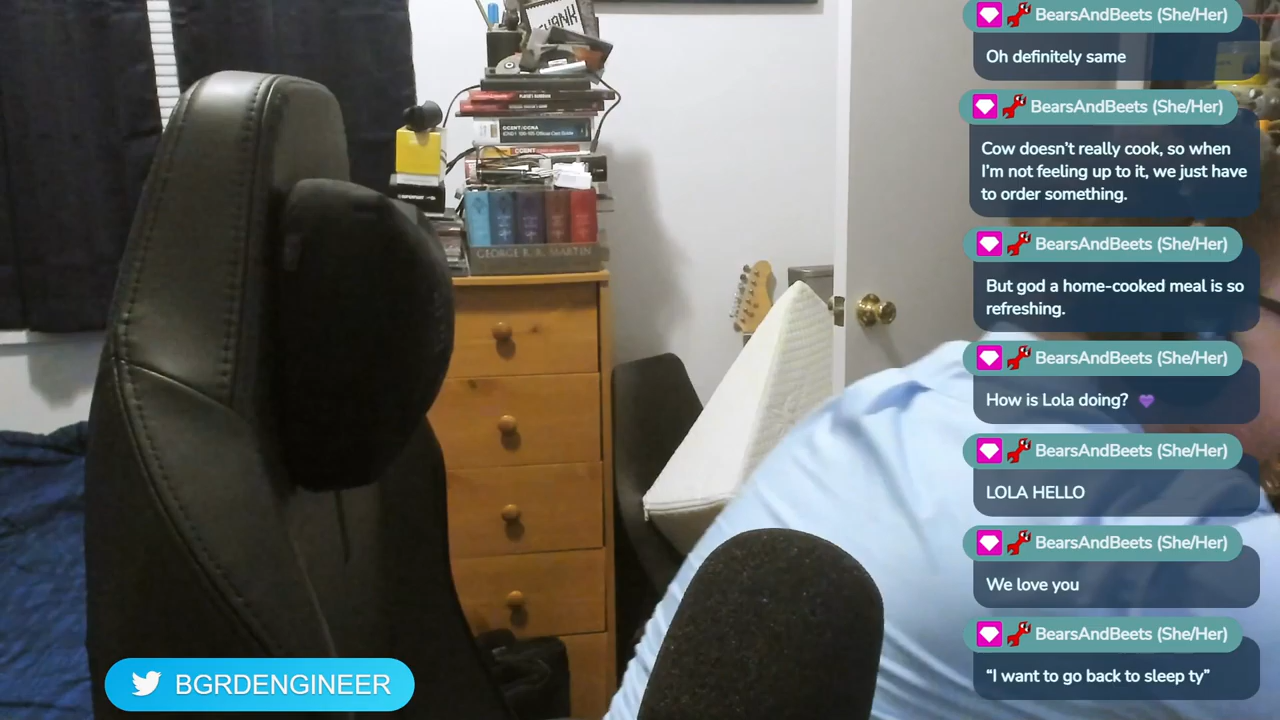 BearsAndBeets (She/Her)
Oh definitely same
BearsAndBeets (She/Her)
Cow doesn't really cook, so when
I'm not feeling up to it, we just have
to order something.
BearsAndBeets (She/Her)
But god a home-cooked meal is so
refreshing.
BearsAndBeets (She/Her)
How is Lola doing?
BearsAndBeets (She/Her)
LOLA HELLO
BearsAndBeets (She/Her)
We love you
BearsAndBeets (She/Her)
“I want to go back to sleep ty”
CCENT/CCNA
CCENT
GEORGE R. R. MARTIN
BGRDENGINEER